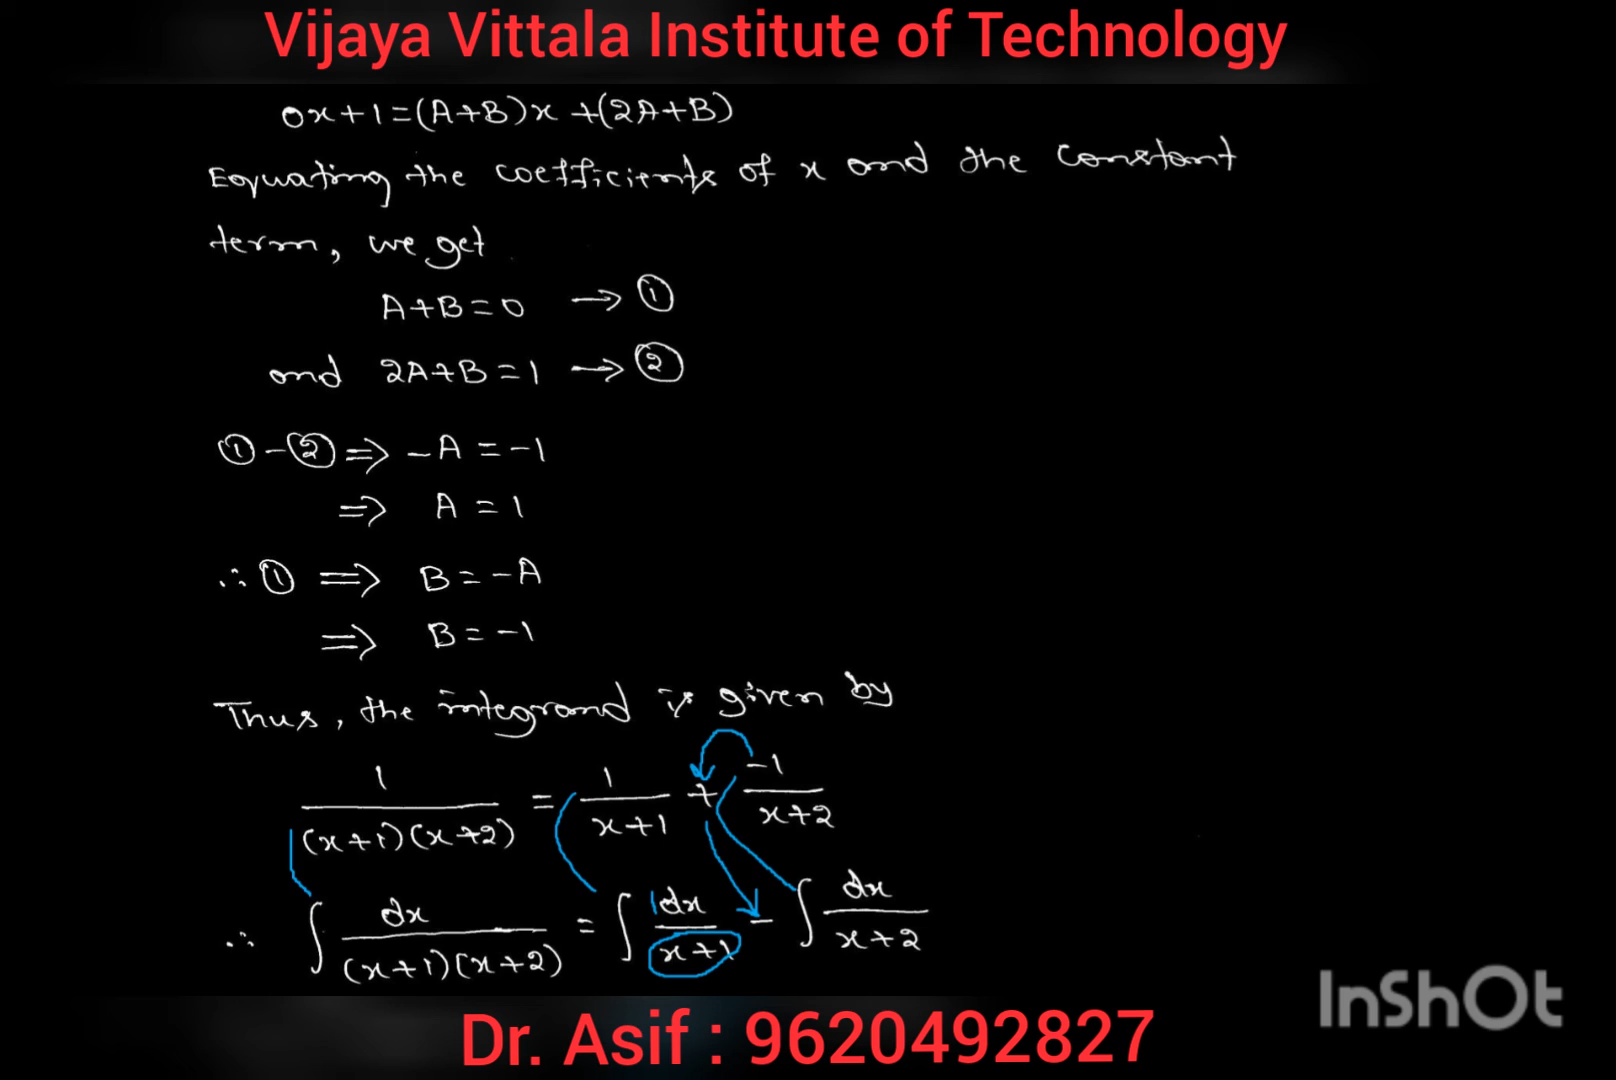 Vijaya Vittala Institute of Technology
0x+1=(A+B)x+(2A+B)
Equating the coefficients of x and the constant
term, we get
A+B=0 → ①
and 2A+B=1 → ②
①-② ⇒ -A = -1
⇒ A = 1
∴ ① ⇒ B = -A
⇒ B = -1
Thus, the integrand is given by
1/((x+1)(x+2)) = 1/(x+1) + -1/(x+2)
∴ ∫ dx/((x+1)(x+2)) = ∫ 1dx/(x+1) - ∫ dx/(x+2)
InShOt
Dr. Asif : 9620492827